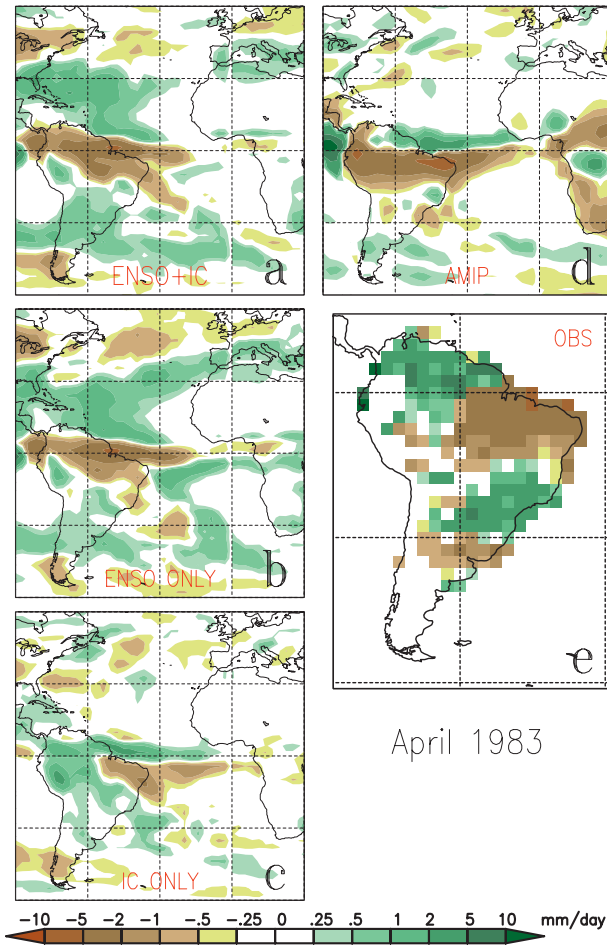 ENSO+IC
a
AMIP
d
ENSO ONLY
b
OBS
e
IC ONLY
c
April 1983
−10 −5 −2 −1 −.5 −.25 0 .25 .5 1 2 5 10 mm/day